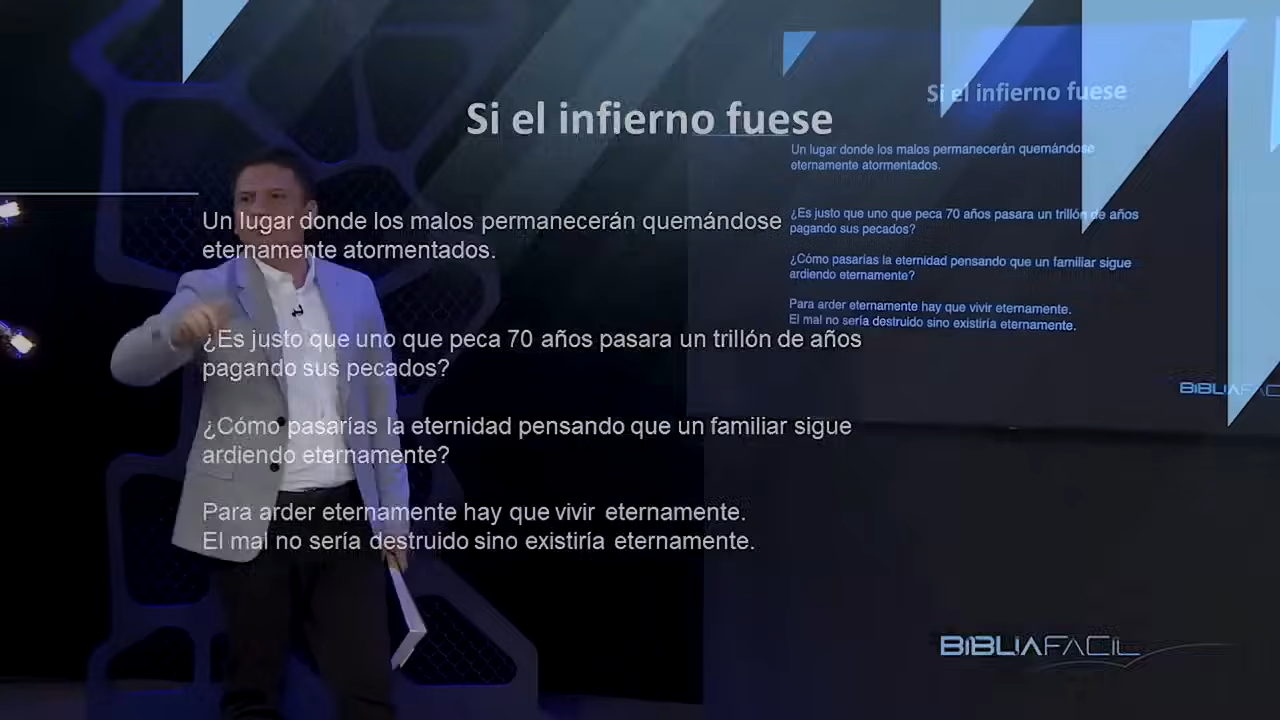 Si el infierno fuese
Un lugar donde los malos permanecerán quemándose
eternamente atormentados.
¿Es justo que uno que peca 70 años pasara un trillón de años
pagando sus pecados?
¿Cómo pasarías la eternidad pensando que un familiar sigue
ardiendo eternamente?
Para arder eternamente hay que vivir eternamente.
El mal no sería destruido sino existiría eternamente.
BIBLIAFACIL
Si el infierno fuese
Un lugar donde los malos permanecerán quemándose
eternamente atormentados.
¿Es justo que uno que peca 70 años pasara un trillón de años
pagando sus pecados?
¿Cómo pasarías la eternidad pensando que un familiar sigue
ardiendo eternamente?
Para arder eternamente hay que vivir eternamente.
El mal no sería destruido sino existiría eternamente.
BIBLIAFAC